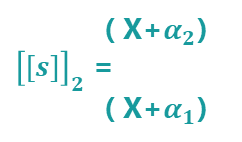 (X+α₂)
[[s]]₂ =
(X+α₁)